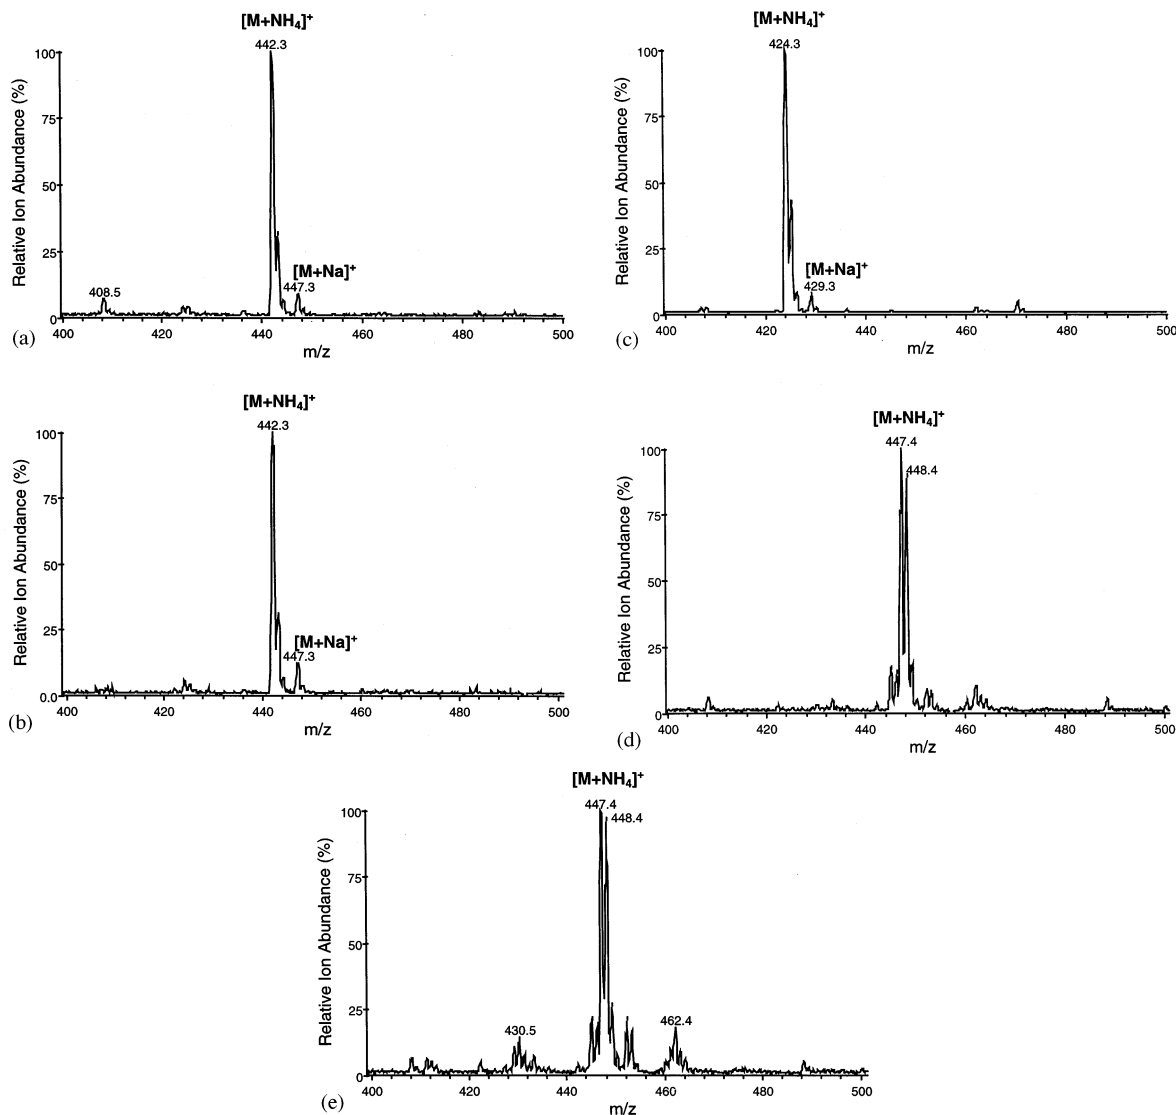 [M+NH4]+
442.3
100
75
50
25
0
Relative Ion Abundance (%)
[M+Na]+
447.3
408.5
400 420 440 460 480 500
m/z
(a)
[M+NH4]+
424.3
100
75
50
25
0
Relative Ion Abundance (%)
[M+Na]+
429.3
400 420 440 460 480 500
m/z
(c)
[M+NH4]+
442.3
100
75
50
25
0.0
Relative Ion Abundance (%)
[M+Na]+
447.3
400 420 440 460 480 500
m/z
(b)
[M+NH4]+
447.4
448.4
100
75
50
25
0
Relative Ion Abundance (%)
400 420 440 460 480 500
m/z
(d)
[M+NH4]+
447.4
448.4
100
75
50
25
0
Relative Ion Abundance (%)
430.5
462.4
400 420 440 460 480 500
m/z
(e)